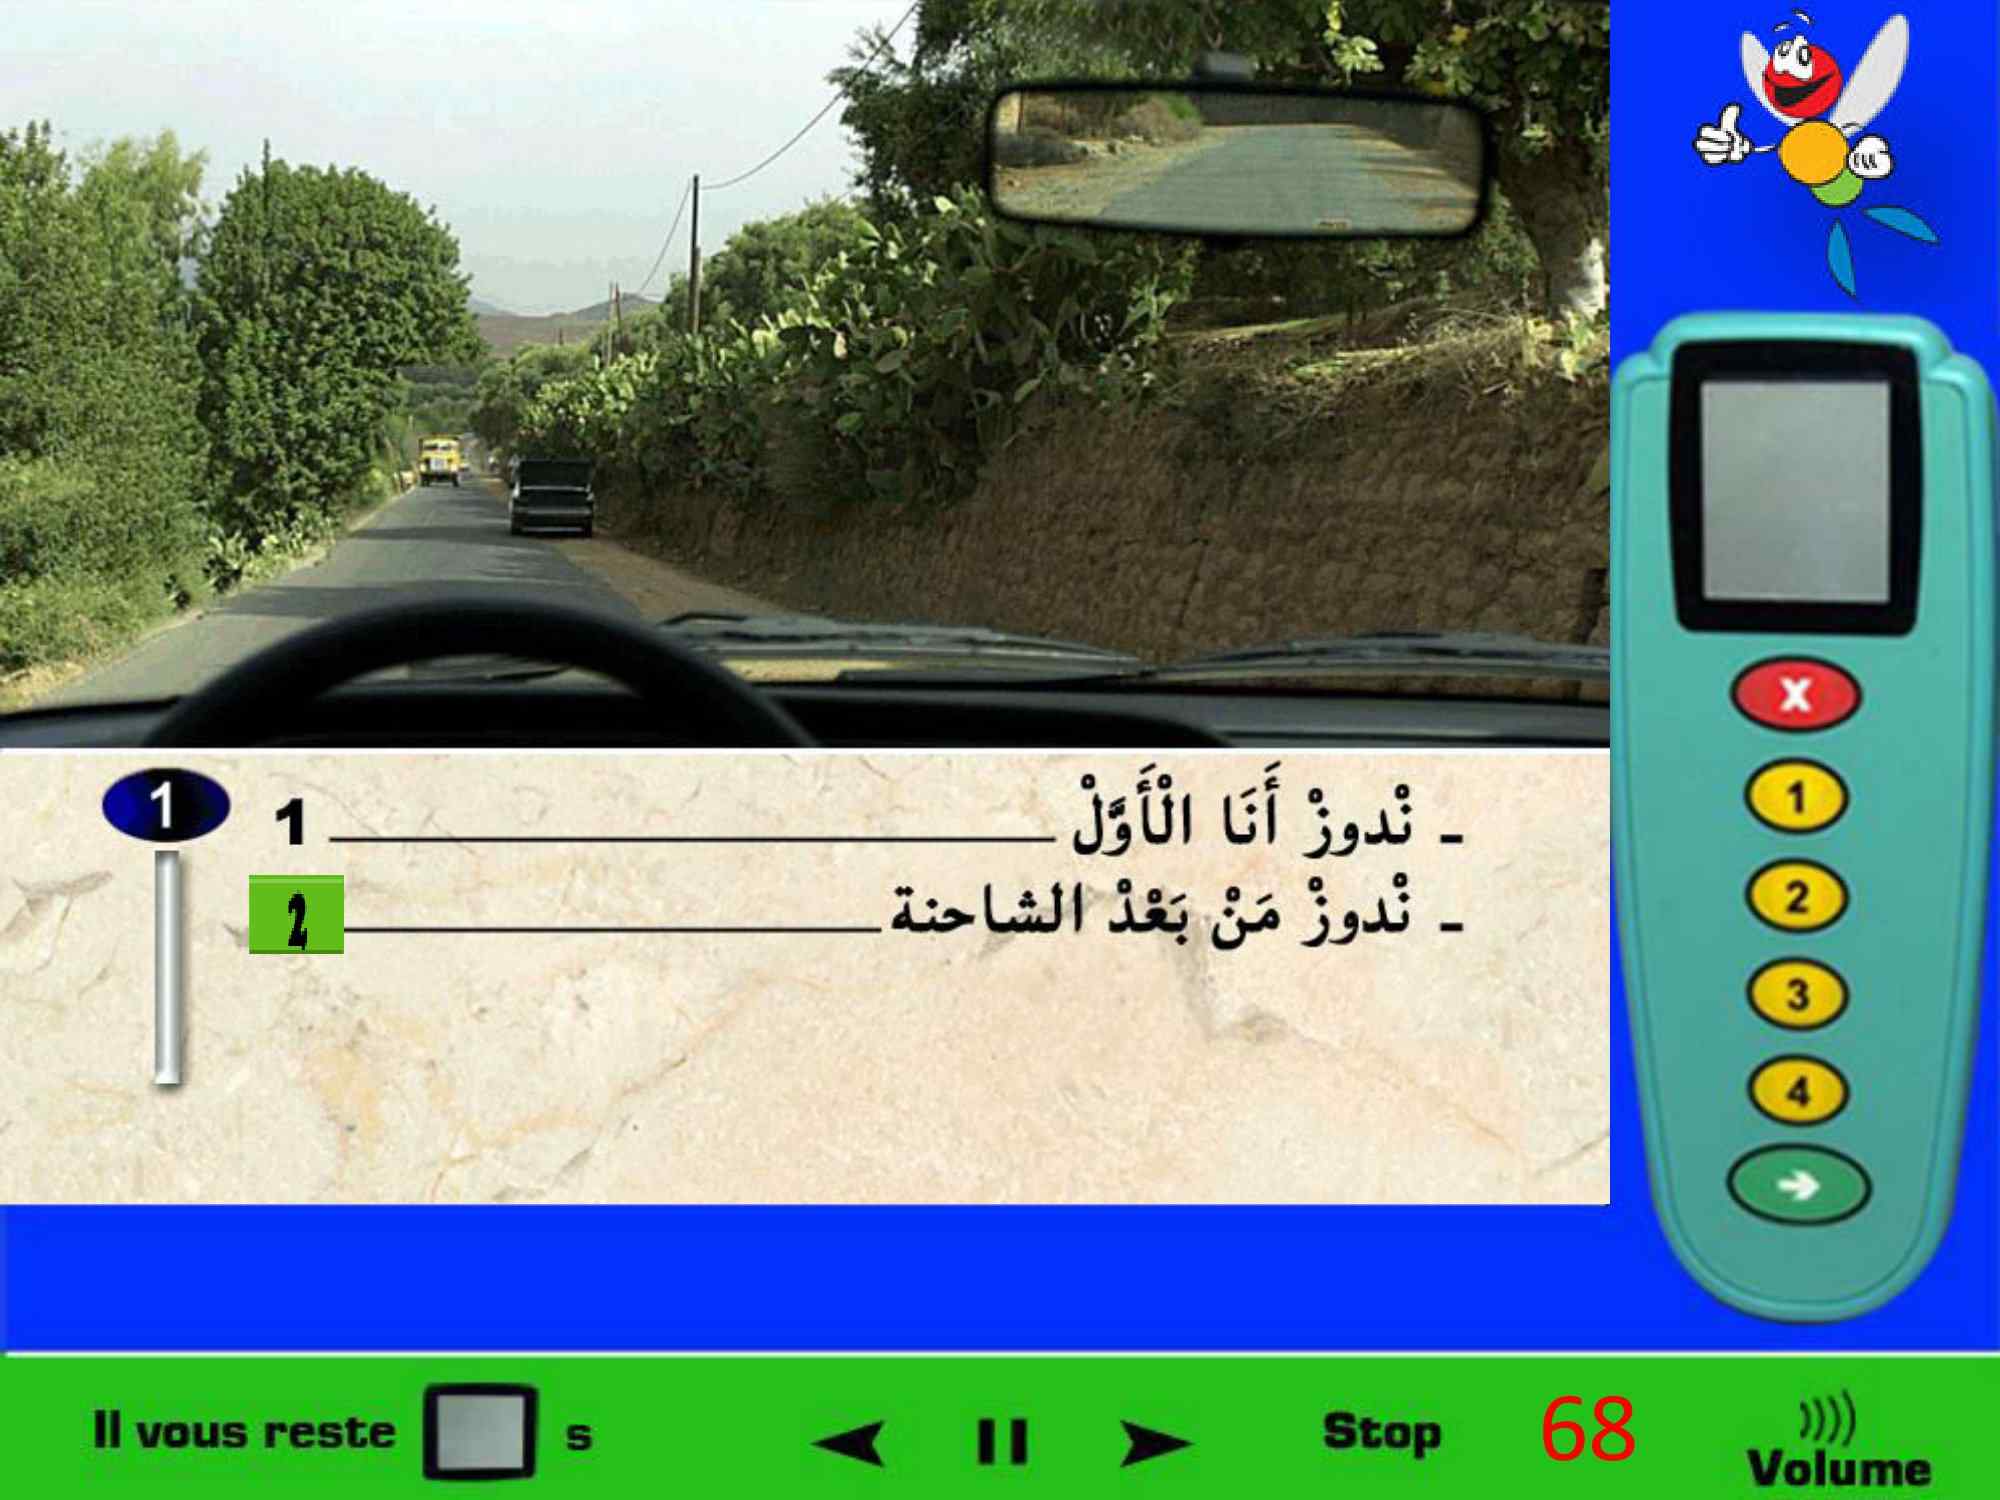 1 ـ نْدوزْ أَنَا الْأَوَّلْ 1
2 ـ نْدوزْ مَنْ بَعْدْ الشاحنة
X
1
2
3
4
Il vous reste s Stop 68 Volume